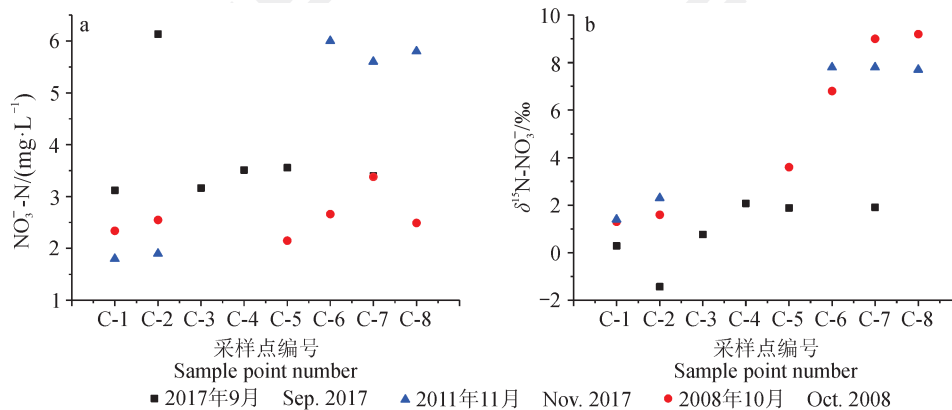 a
6
5
4
3
2
1
NO₃⁻-N/(mg·L⁻¹)
C-1 C-2 C-3 C-4 C-5 C-6 C-7 C-8
采样点编号
Sample point number
b
10
8
6
4
2
0
−2
δ¹⁵N-NO₃⁻/‰
C-1 C-2 C-3 C-4 C-5 C-6 C-7 C-8
采样点编号
Sample point number
2017年9月 Sep. 2017 2011年11月 Nov. 2017 2008年10月 Oct. 2008